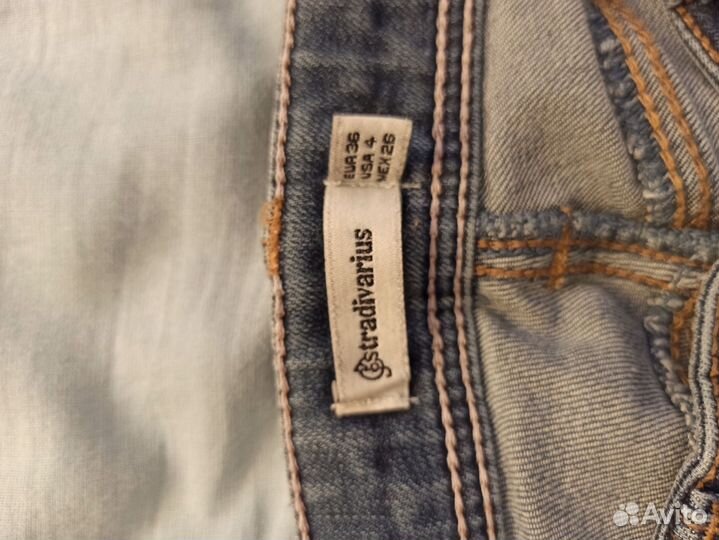 EUR 36
USA 4
MEX 26
stradivarius
Avito